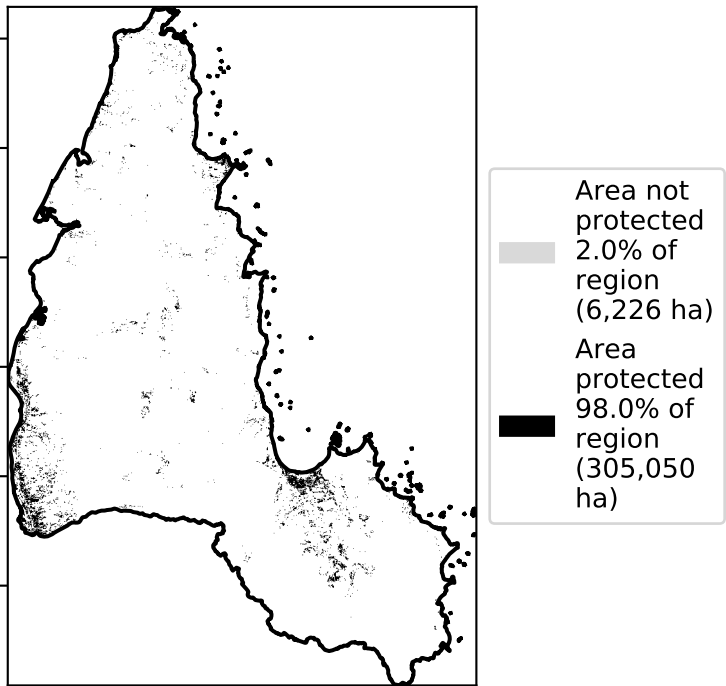 Area not
protected
2.0% of
region
(6,226 ha)
Area
protected
98.0% of
region
(305,050
ha)